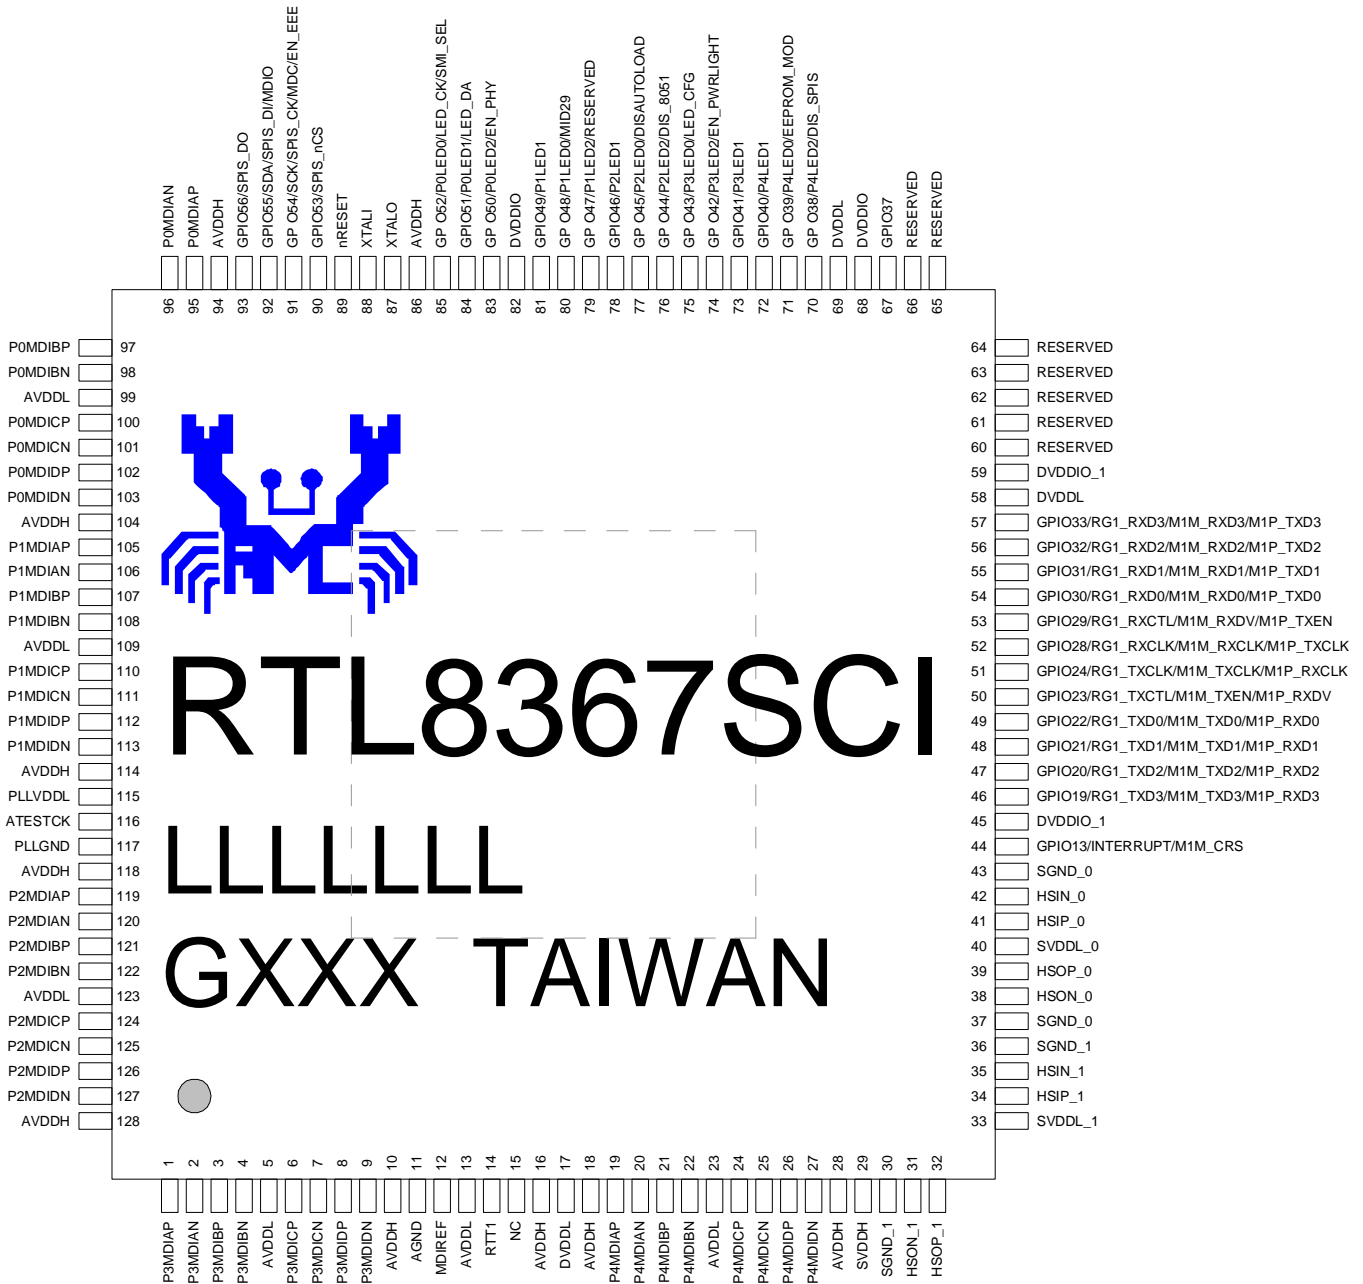 P0MDIAN
P0MDIAP
AVDDH
GPIO56/SPIS_DO
GPIO55/SDA/SPIS_DI/MDIO
GP O54/SCK/SPIS_CK/MDC/EN_EEE
GPIO53/SPIS_nCS
nRESET
XTALI
XTALO
AVDDH
GP O52/P0LED0/LED_CK/SMI_SEL
GPIO51/P0LED1/LED_DA
GP O50/P0LED2/EN_PHY
DVDDIO
GPIO49/P1LED1
GP O48/P1LED0/MID29
GP O47/P1LED2/RESERVED
GPIO46/P2LED1
GP O45/P2LED0/DISAUTOLOAD
GP O44/P2LED2/DIS_8051
GP O43/P3LED0/LED_CFG
GP O42/P3LED2/EN_PWRLIGHT
GPIO41/P3LED1
GPIO40/P4LED1
GP O39/P4LED0/EEPROM_MOD
GP O38/P4LED2/DIS_SPIS
DVDDL
DVDDIO
GPIO37
RESERVED
RESERVED
96 95 94 93 92 91 90 89 88 87 86 85 84 83 82 81 80 79 78 77 76 75 74 73 72 71 70 69 68 67 66 65
P0MDIBP 97
P0MDIBN 98
AVDDL 99
P0MDICP 100
P0MDICN 101
P0MDIDP 102
P0MDIDN 103
AVDDH 104
P1MDIAP 105
P1MDIAN 106
P1MDIBP 107
P1MDIBN 108
AVDDL 109
P1MDICP 110
P1MDICN 111
P1MDIDP 112
P1MDIDN 113
AVDDH 114
PLLVDDL 115
ATESTCK 116
PLLGND 117
AVDDH 118
P2MDIAP 119
P2MDIAN 120
P2MDIBP 121
P2MDIBN 122
AVDDL 123
P2MDICP 124
P2MDICN 125
P2MDIDP 126
P2MDIDN 127
AVDDH 128
RTL8367SCI
LLLLLLL
GXXX TAIWAN
64 RESERVED
63 RESERVED
62 RESERVED
61 RESERVED
60 RESERVED
59 DVDDIO_1
58 DVDDL
57 GPIO33/RG1_RXD3/M1M_RXD3/M1P_TXD3
56 GPIO32/RG1_RXD2/M1M_RXD2/M1P_TXD2
55 GPIO31/RG1_RXD1/M1M_RXD1/M1P_TXD1
54 GPIO30/RG1_RXD0/M1M_RXD0/M1P_TXD0
53 GPIO29/RG1_RXCTL/M1M_RXDV/M1P_TXEN
52 GPIO28/RG1_RXCLK/M1M_RXCLK/M1P_TXCLK
51 GPIO24/RG1_TXCLK/M1M_TXCLK/M1P_RXCLK
50 GPIO23/RG1_TXCTL/M1M_TXEN/M1P_RXDV
49 GPIO22/RG1_TXD0/M1M_TXD0/M1P_RXD0
48 GPIO21/RG1_TXD1/M1M_TXD1/M1P_RXD1
47 GPIO20/RG1_TXD2/M1M_TXD2/M1P_RXD2
46 GPIO19/RG1_TXD3/M1M_TXD3/M1P_RXD3
45 DVDDIO_1
44 GPIO13/INTERRUPT/M1M_CRS
43 SGND_0
42 HSIN_0
41 HSIP_0
40 SVDDL_0
39 HSOP_0
38 HSON_0
37 SGND_0
36 SGND_1
35 HSIN_1
34 HSIP_1
33 SVDDL_1
1 2 3 4 5 6 7 8 9 10 11 12 13 14 15 16 17 18 19 20 21 22 23 24 25 26 27 28 29 30 31 32
P3MDIAP
P3MDIAN
P3MDIBP
P3MDIBN
AVDDL
P3MDICP
P3MDICN
P3MDIDP
P3MDIDN
AVDDH
AGND
MDIREF
AVDDL
RTT1
NC
AVDDH
DVDDL
AVDDH
P4MDIAP
P4MDIAN
P4MDIBP
P4MDIBN
AVDDL
P4MDICP
P4MDICN
P4MDIDP
P4MDIDN
AVDDH
SVDDH
SGND_1
HSON_1
HSOP_1